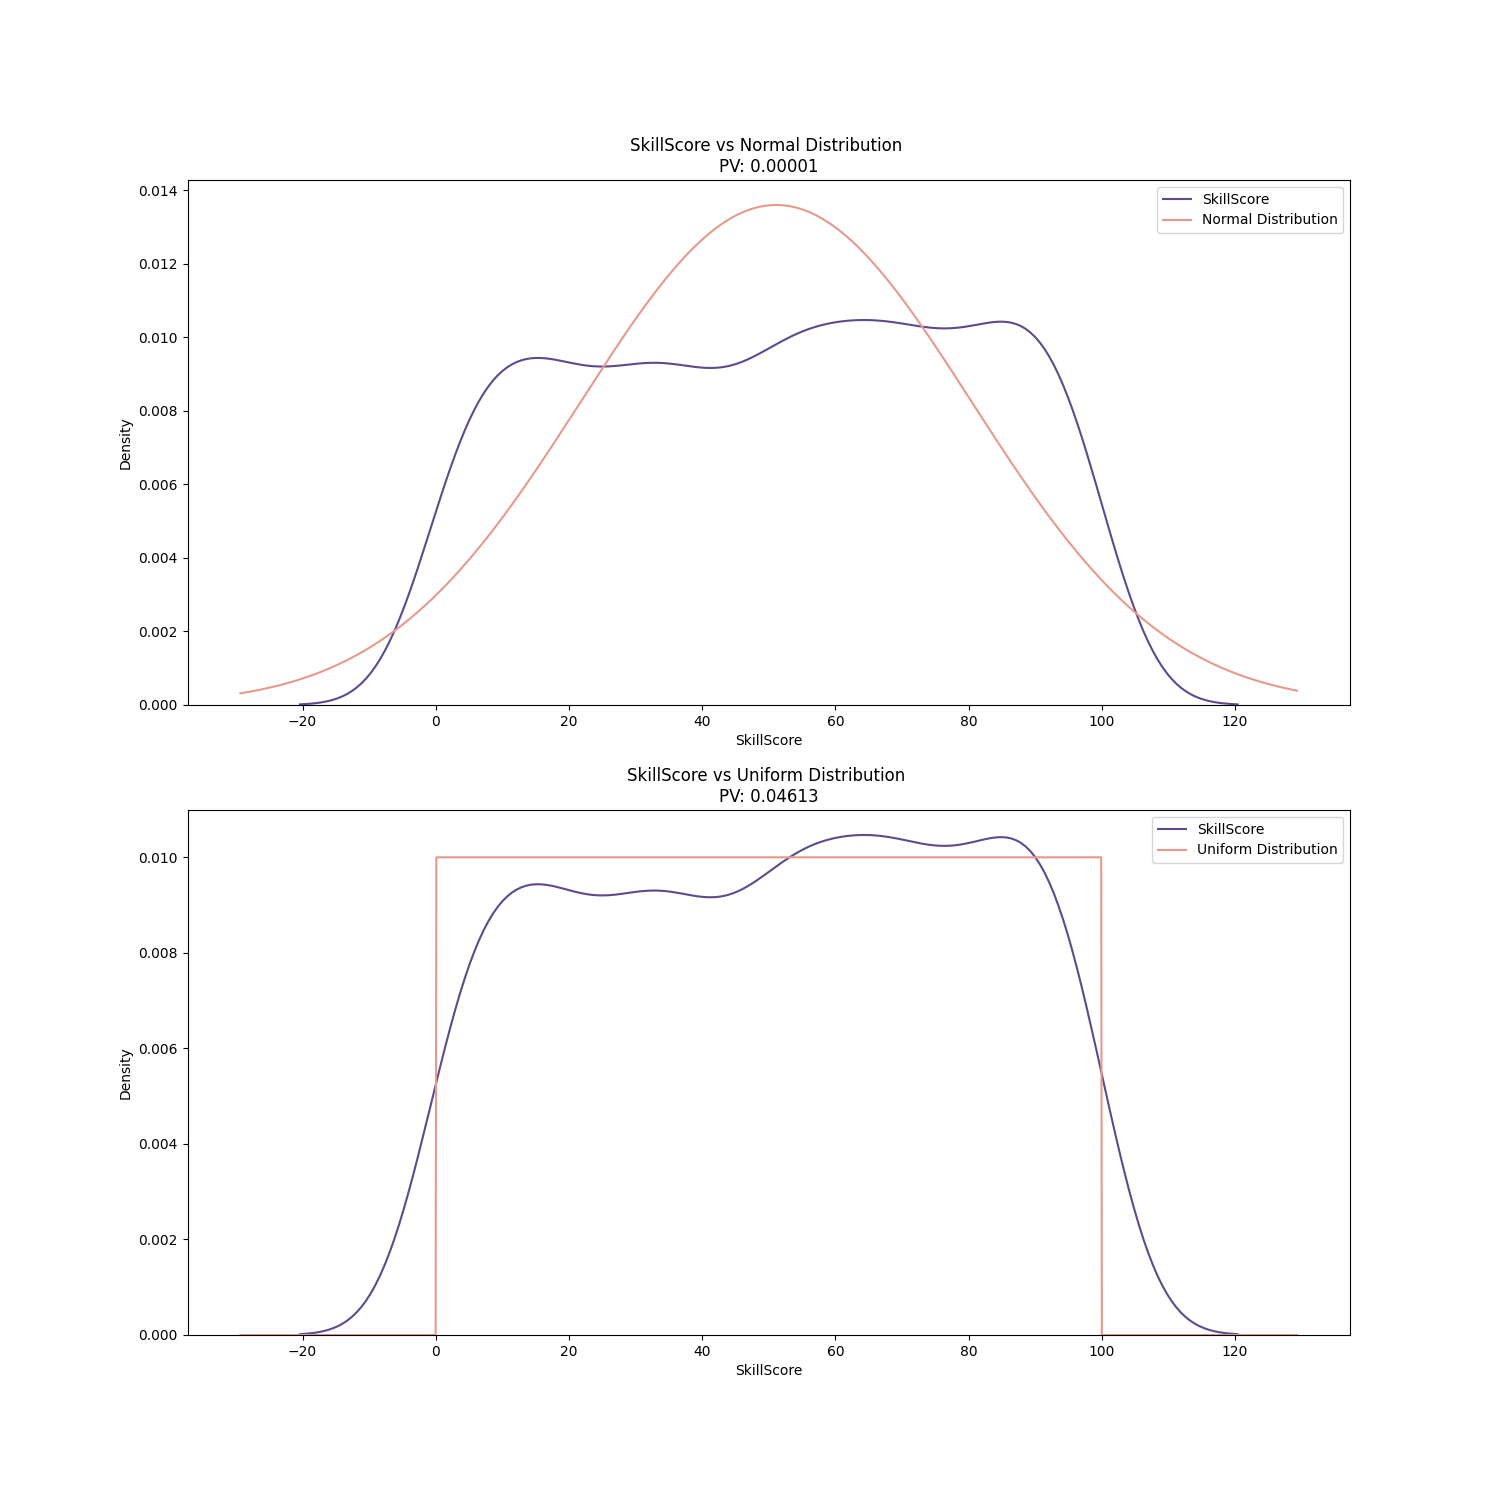 SkillScore vs Normal Distribution
PV: 0.00001
SkillScore
Normal Distribution
0.014
0.012
0.010
0.008
0.006
0.004
0.002
0.000
Density
−20 0 20 40 60 80 100 120
SkillScore
SkillScore vs Uniform Distribution
PV: 0.04613
SkillScore
Uniform Distribution
0.010
0.008
0.006
0.004
0.002
0.000
Density
−20 0 20 40 60 80 100 120
SkillScore